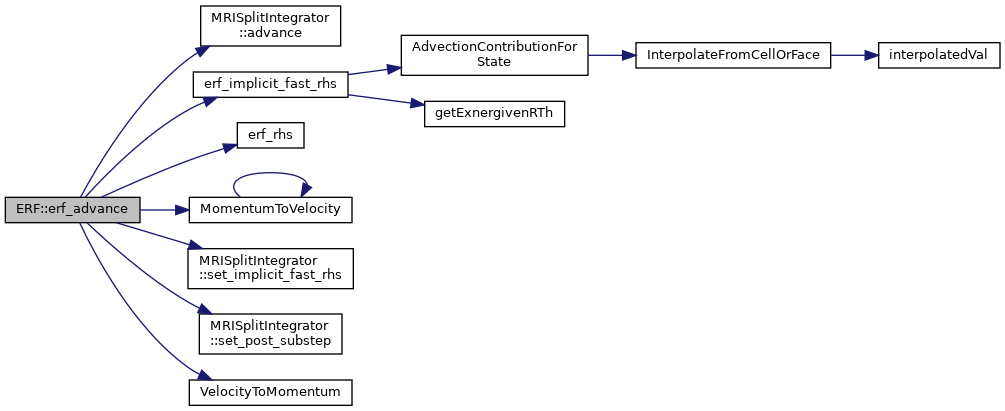 ERF::erf_advance
MRISplitIntegrator
::advance
erf_implicit_fast_rhs
AdvectionContributionFor
State
InterpolateFromCellOrFace
interpolatedVal
getExnergivenRTh
erf_rhs
MomentumToVelocity
MRISplitIntegrator
::set_implicit_fast_rhs
MRISplitIntegrator
::set_post_substep
VelocityToMomentum